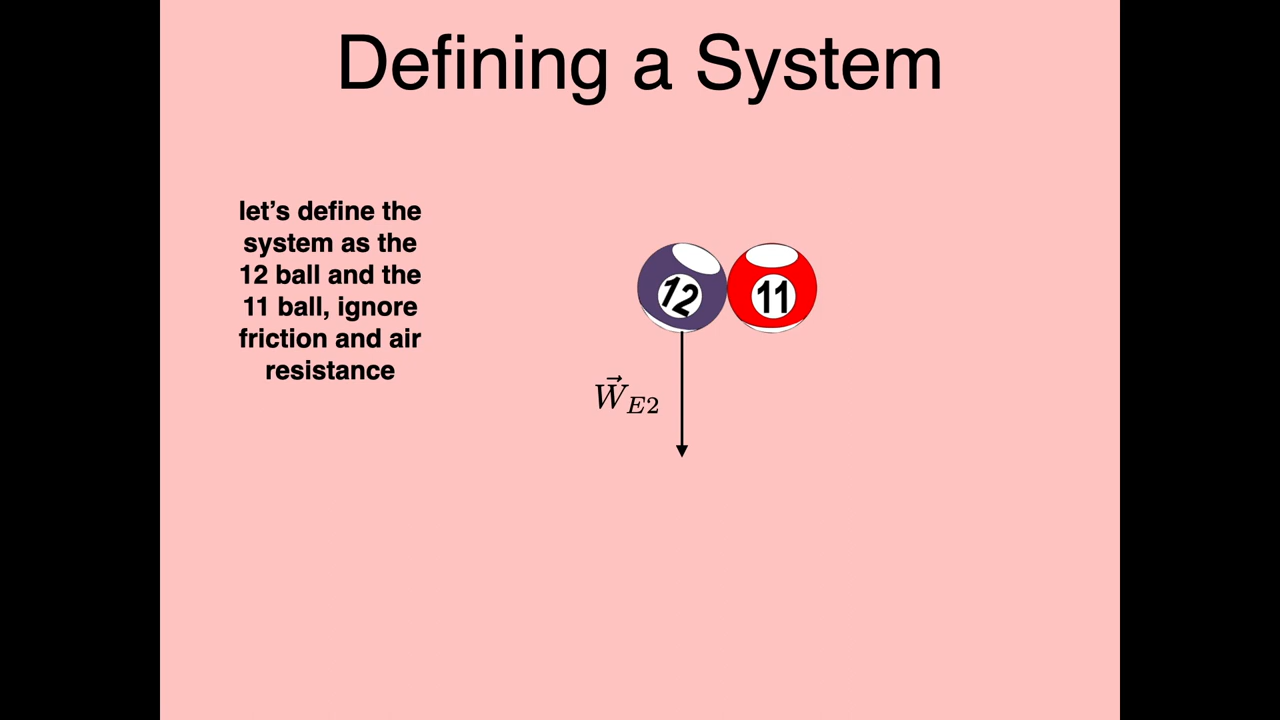 Defining a System
let’s define the
system as the
12 ball and the
11 ball, ignore
friction and air
resistance
12
11
$\vec{W}_{E2}$